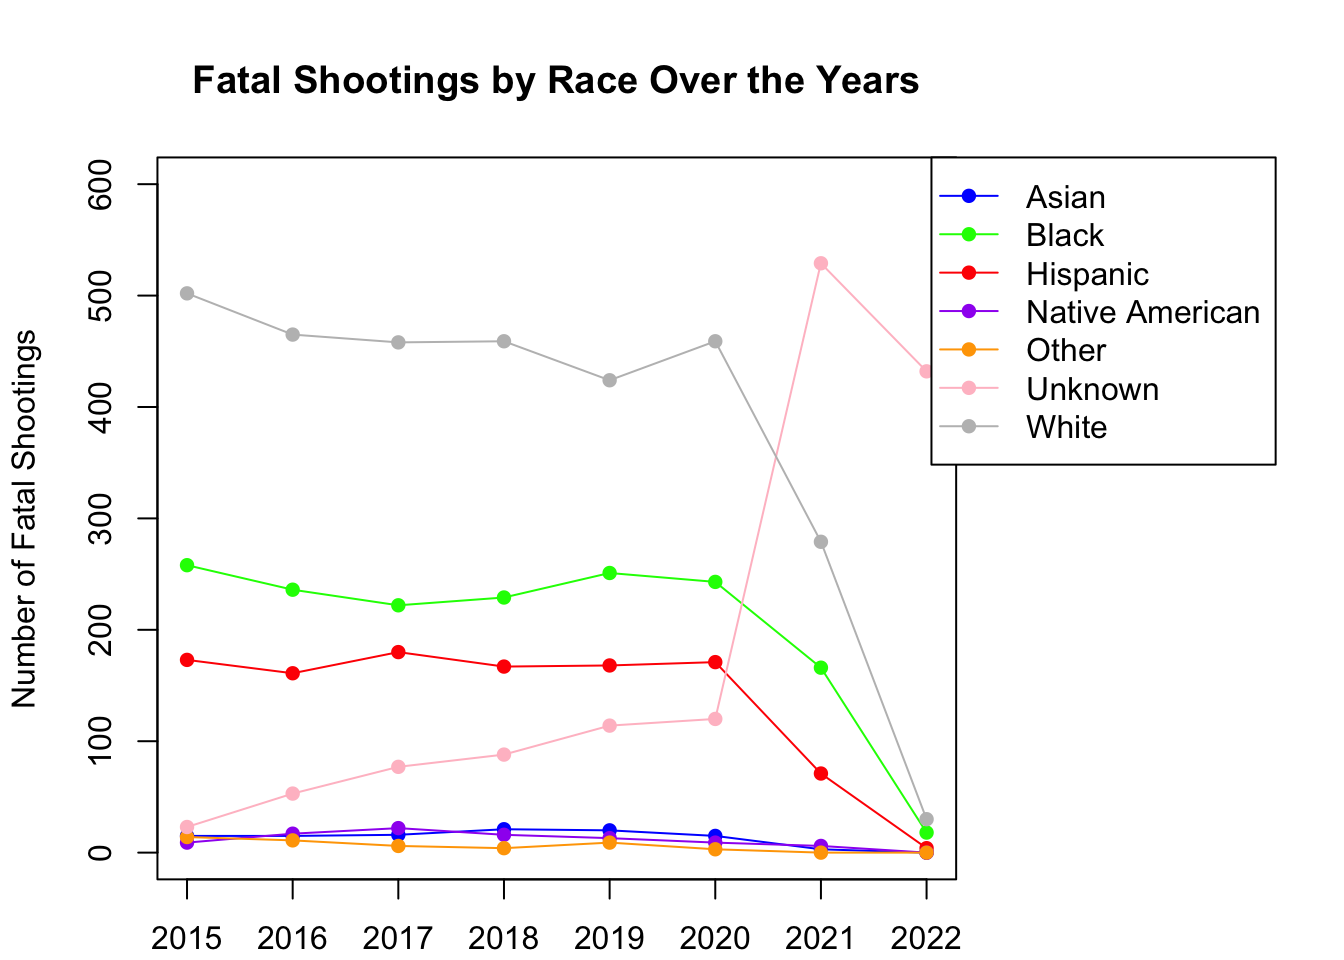 Fatal Shootings by Race Over the Years
Number of Fatal Shootings
600
500
400
300
200
100
0
2015 2016 2017 2018 2019 2020 2021 2022
Asian
Black
Hispanic
Native American
Other
Unknown
White